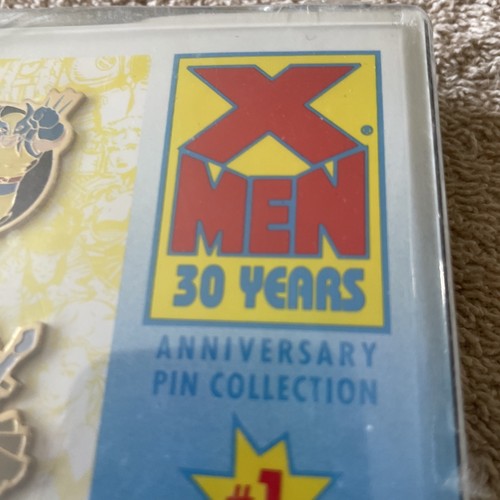 X
MEN
30 YEARS
ANNIVERSARY
PIN COLLECTION
#1